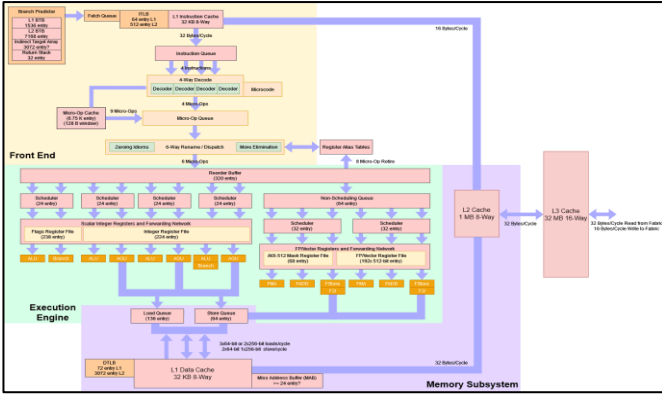 Branch Predictor
L1 BTB
1536 entry
L2 BTB
7168 entry
Indirect Target Array
3072-entry?
Return Stack
32 entry
Fetch Queue
ITLB
64 entry L1
512-entry L2
L1 Instruction Cache
32 KB 8-Way
16 Bytes/Cycle
32 Bytes/Cycle
Instruction Queue
4 Instructions
4-Way Decode
Decoder Decoder Decoder Decoder
Microcode
4 Micro-Ops
Micro-Op Cache
(6.75 K entry)
9 Micro-Ops
Micro-Op Queue
Zeroing Idioms
6-Way Rename / Dispatch
Move Elimination
Register Alias Tables
Front End
6 Micro-Ops
8 Micro-Op Retire
Reorder Buffer
(320 entry)
Scheduler
(24 entry)
Scheduler
(24 entry)
Scheduler
(24 entry)
Scheduler
(24 entry)
Non-Scheduling Queue
(64 entry)
Scheduler
(32 entry)
Scheduler
(32 entry)
Scalar Integer Registers and Forwarding Network
Flags Register File
(238 entry)
Integer Register File
(224 entry)
FP/Vector Registers and Forwarding Network
AVX-512 Mask Register File
(68 entry)
FP/Vector Register File
(192x 512-bit entry)
ALU
Branch
ALU
AGU
ALU
AGU
ALU
Branch
AGU
FMA
FADD
FStore
F2I
FMA
FADD
FStore
F2I
L2 Cache
1 MB 8-Way
32 Bytes/Cycle
L3 Cache
32 MB 16-Way
32 Bytes/Cycle Read from Fabric
16 Bytes/Cycle Write to Fabric
Execution
Engine
Load Queue
(136 entry)
Store Queue
(64 entry)
3x64-bit or 2x256-bit loads/cycle
2x64-bit 1x256-bit store/cycle
DTLB
72 entry L1
3072 entry L2
L1 Data Cache
32 KB 8-Way
Miss Address Buffer (MAB)
>= 24 entry?
32 Bytes/Cycle
Memory Subsystem